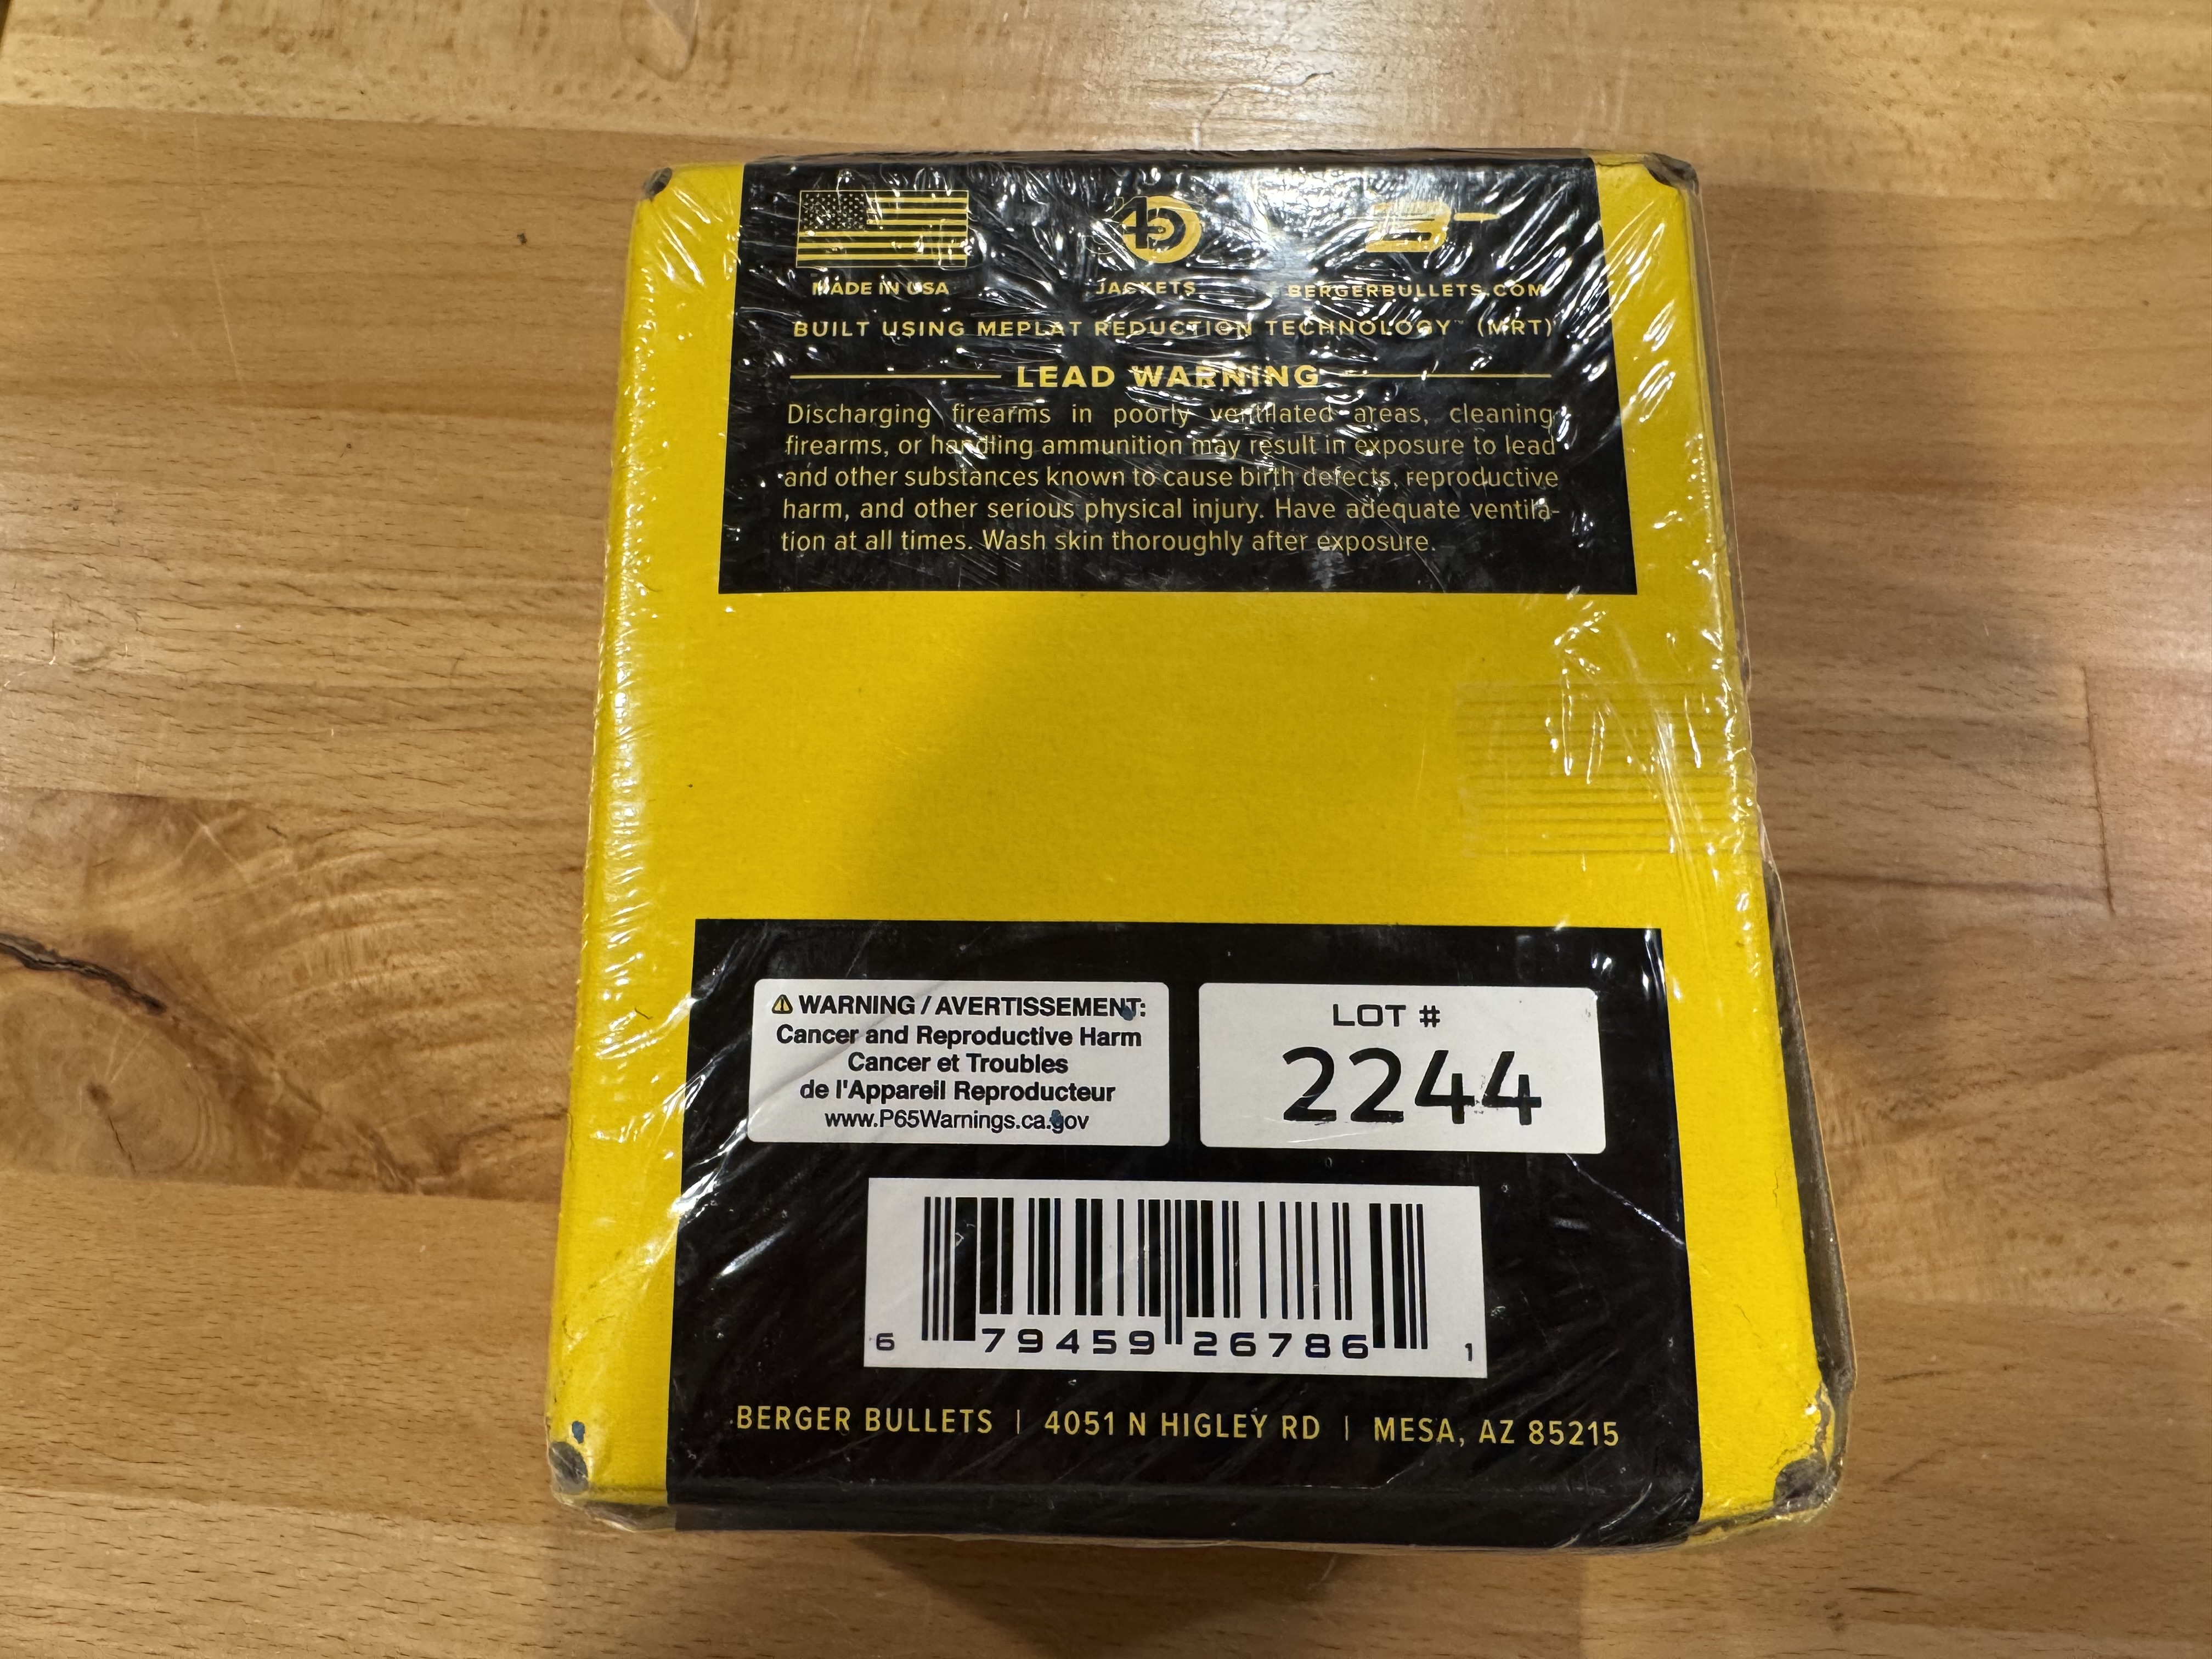 MADE IN USA
J4 JACKETS
BERGERBULLETS.COM
BUILT USING MEPLAT REDUCTION TECHNOLOGY™ (MRT)
LEAD WARNING
Discharging firearms in poorly ventilated areas, cleaning
firearms, or handling ammunition may result in exposure to lead
and other substances known to cause birth defects, reproductive
harm, and other serious physical injury. Have adequate ventila-
tion at all times. Wash skin thoroughly after exposure.
⚠ WARNING / AVERTISSEMENT:
Cancer and Reproductive Harm
Cancer et Troubles
de l'Appareil Reproducteur
www.P65Warnings.ca.gov
LOT #
2244
6 79459 26786 1
BERGER BULLETS | 4051 N HIGLEY RD | MESA, AZ 85215